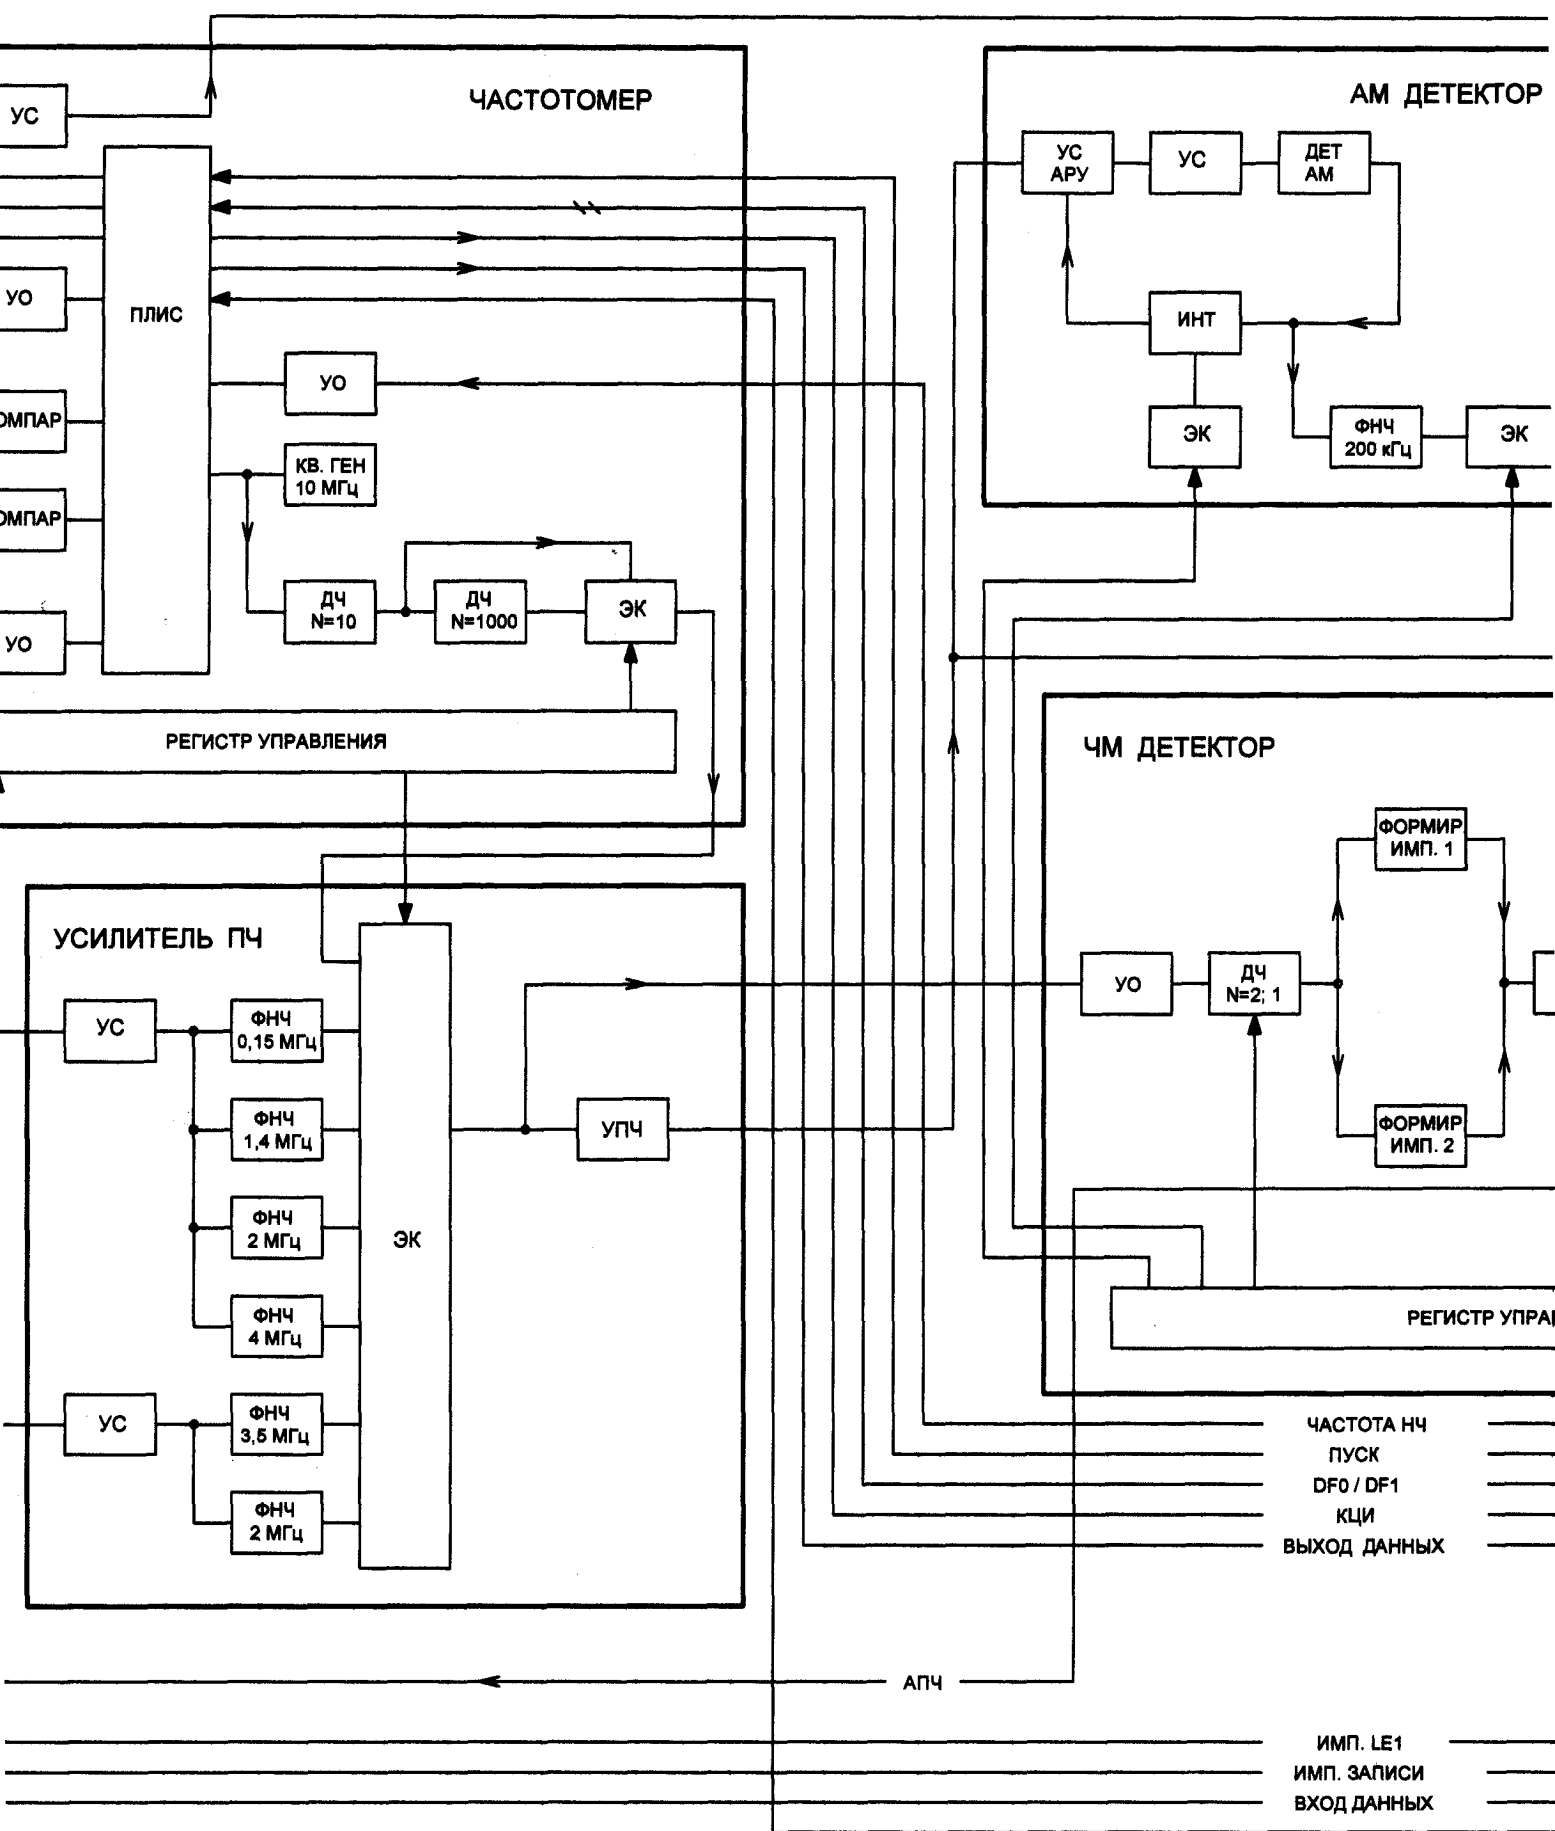 ЧАСТОТОМЕР
УС
ПЛИС
УО
УО
КВ. ГЕН
10 МГц
ОМПАР
ОМПАР
ДЧ
N=10
ДЧ
N=1000
ЭК
УО
РЕГИСТР УПРАВЛЕНИЯ
АМ ДЕТЕКТОР
УС
АРУ
УС
ДЕТ
АМ
ИНТ
ЭК
ФНЧ
200 кГц
ЭК
УСИЛИТЕЛЬ ПЧ
УС
ФНЧ
0,15 МГц
ФНЧ
1,4 МГц
ФНЧ
2 МГц
ФНЧ
4 МГц
УС
ФНЧ
3,5 МГц
ФНЧ
2 МГц
ЭК
УПЧ
ЧМ ДЕТЕКТОР
ФОРМИР
ИМП. 1
УО
ДЧ
N=2; 1
ФОРМИР
ИМП. 2
РЕГИСТР УПРА
ЧАСТОТА НЧ
ПУСК
DF0 / DF1
КЦИ
ВЫХОД ДАННЫХ
АПЧ
ИМП. LE1
ИМП. ЗАПИСИ
ВХОД ДАННЫХ